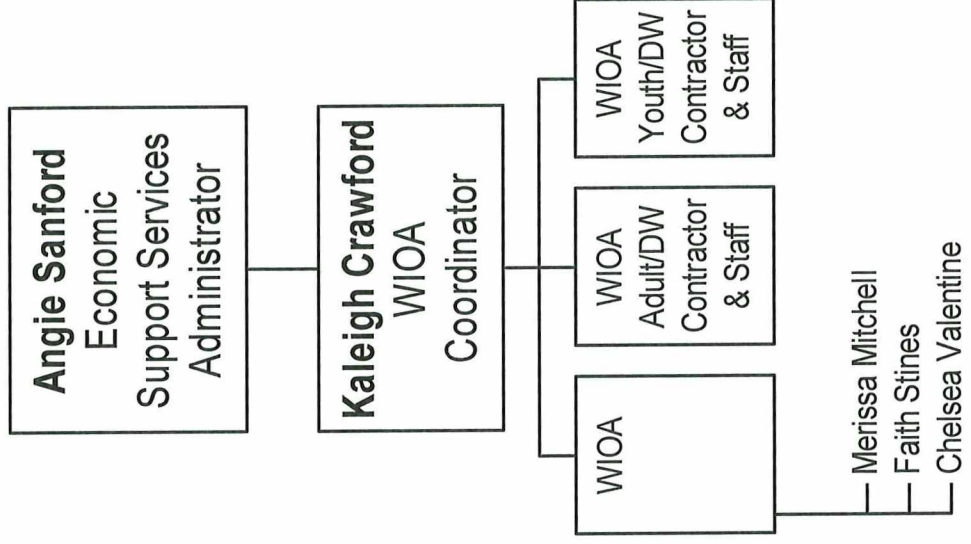 Angie Sanford
Economic
Support Services
Administrator
Kaleigh Crawford
WIOA
Coordinator
WIOA
WIOA
Adult/DW
Contractor
& Staff
WIOA
Youth/DW
Contractor
& Staff
Merissa Mitchell
Faith Stines
Chelsea Valentine